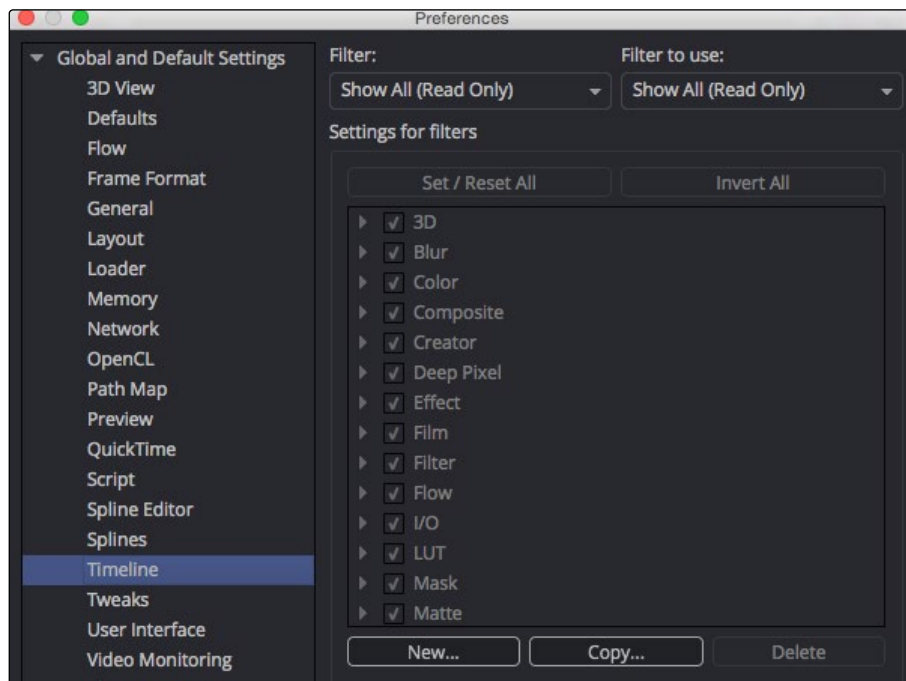 Preferences
Global and Default Settings
3D View
Defaults
Flow
Frame Format
General
Layout
Loader
Memory
Network
OpenCL
Path Map
Preview
QuickTime
Script
Spline Editor
Splines
Timeline
Tweaks
User Interface
Video Monitoring
Filter:
Filter to use:
Show All (Read Only)
Show All (Read Only)
Settings for filters
Set / Reset All
Invert All
3D
Blur
Color
Composite
Creator
Deep Pixel
Effect
Film
Filter
Flow
I/O
LUT
Mask
Matte
New...
Copy...
Delete